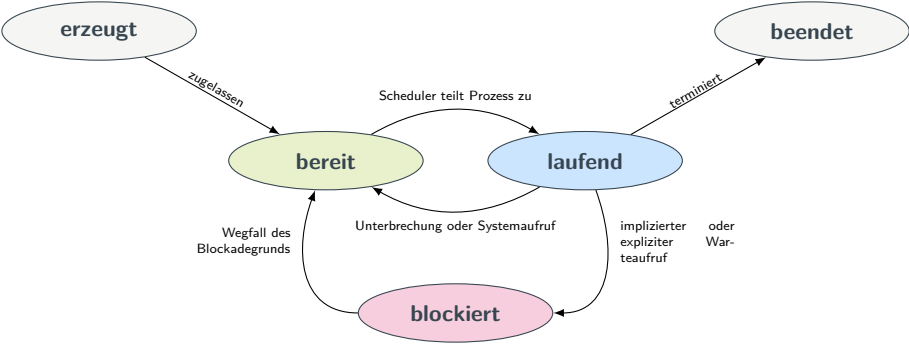 erzeugt
beendet
zugelassen
Scheduler teilt Prozess zu
terminiert
bereit
laufend
Unterbrechung oder Systemaufruf
Wegfall des
Blockadegrunds
implizierter oder
expliziter War-
teaufruf
blockiert